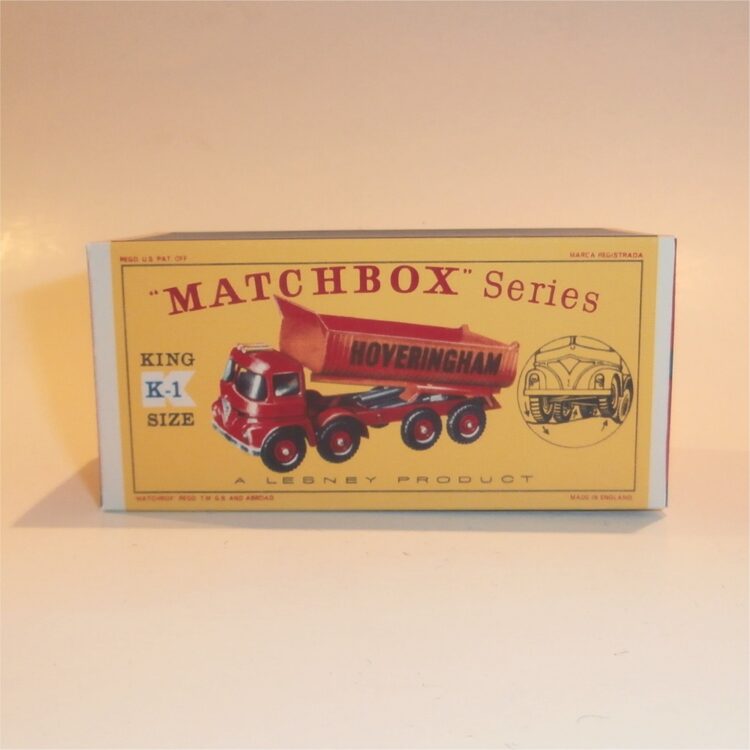 REGD U.S PAT. OFF
MARCA REGISTRADA
"MATCHBOX" Series
KING
K-1
SIZE
HOVERINGHAM
A LESNEY PRODUCT
"MATCHBOX" REGD. T.M. G.B. AND ABROAD
MADE IN ENGLAND